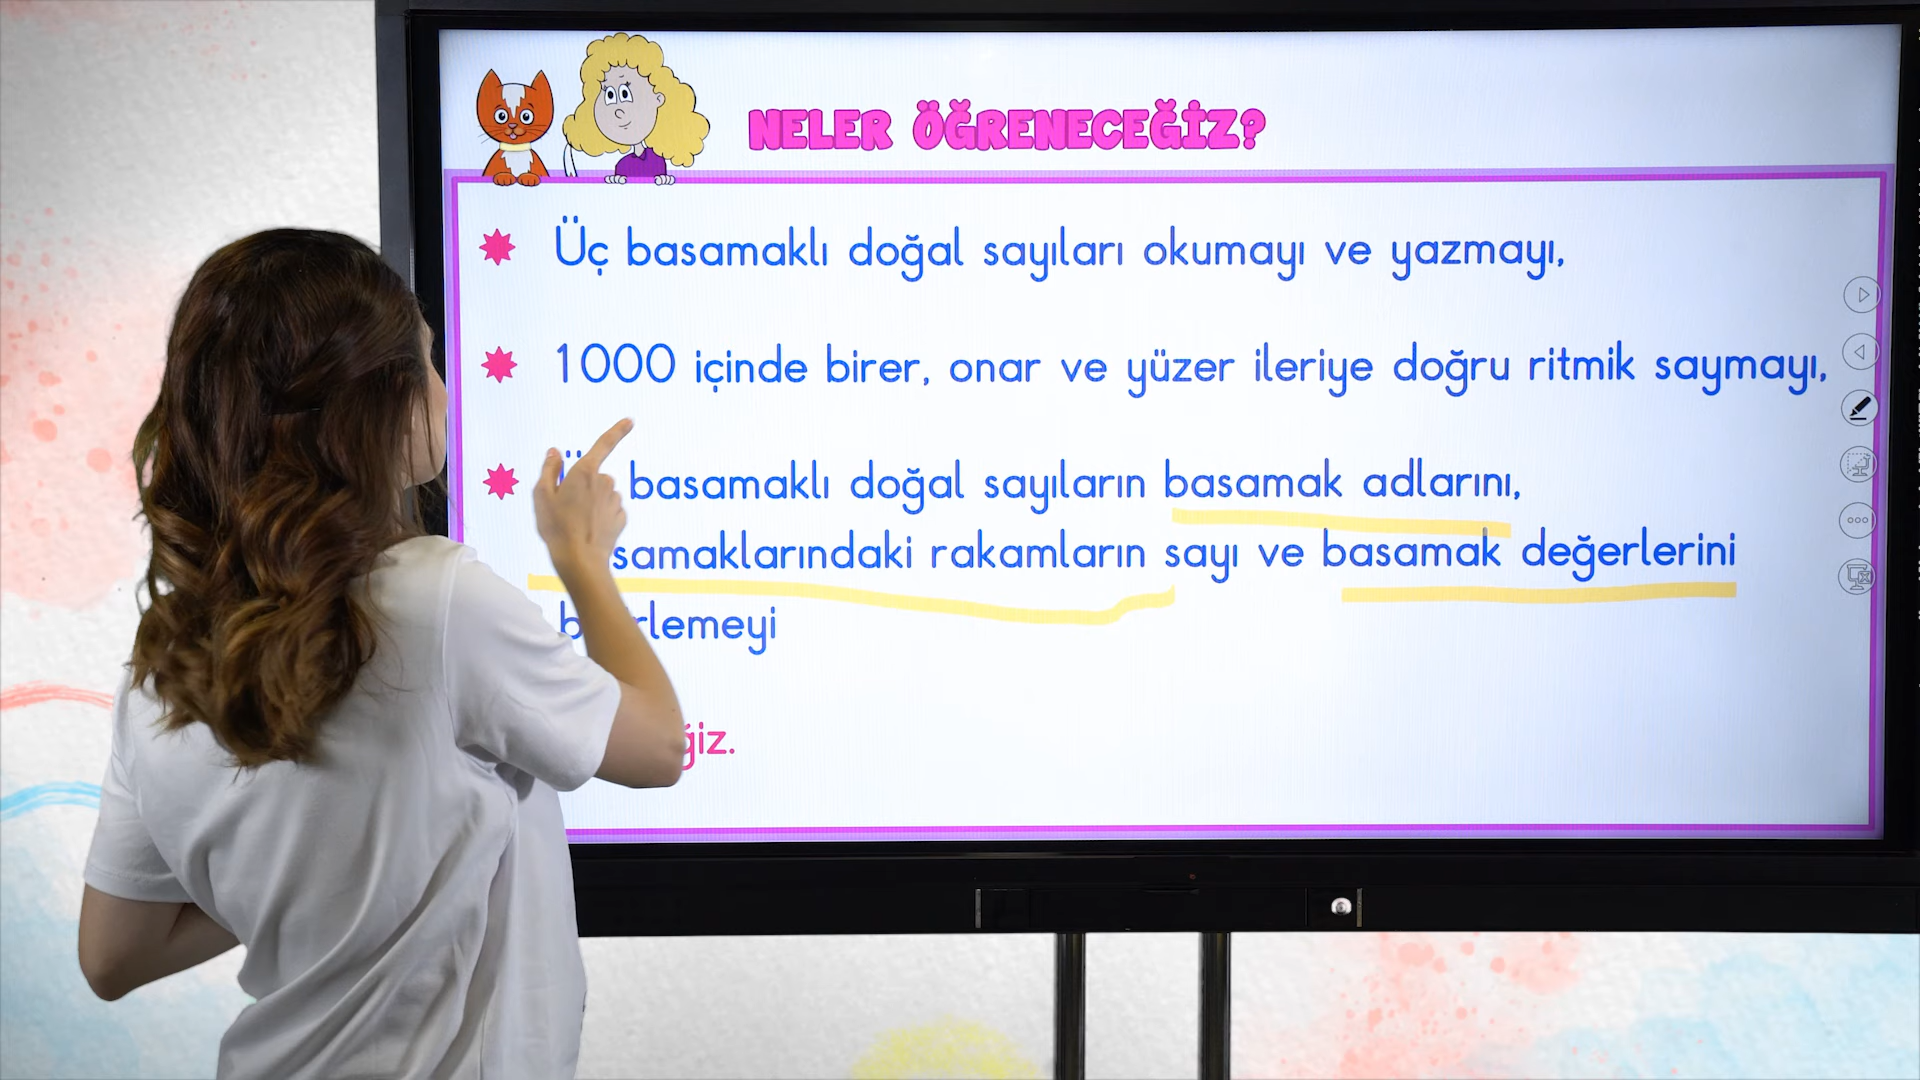 NELER ÖĞRENECEĞİZ?
Üç basamaklı doğal sayıları okumayı ve yazmayı,
1000 içinde birer, onar ve yüzer ileriye doğru ritmik saymayı,
basamaklı doğal sayıların basamak adlarını,
samaklarındaki rakamların sayı ve basamak değerlerini
lemeyi
ğiz.